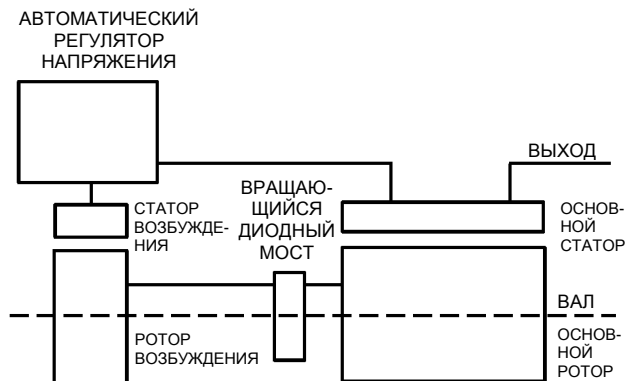 АВТОМАТИЧЕСКИЙ
РЕГУЛЯТОР
НАПРЯЖЕНИЯ
ВЫХОД
СТАТОР
ВОЗБУЖДЕ-
НИЯ
ВРАЩАЮ-
ЩИЙСЯ
ДИОДНЫЙ
МОСТ
ОСНОВ-
НОЙ
СТАТОР
ВАЛ
РОТОР
ВОЗБУЖДЕНИЯ
ОСНОВ-
НОЙ
РОТОР